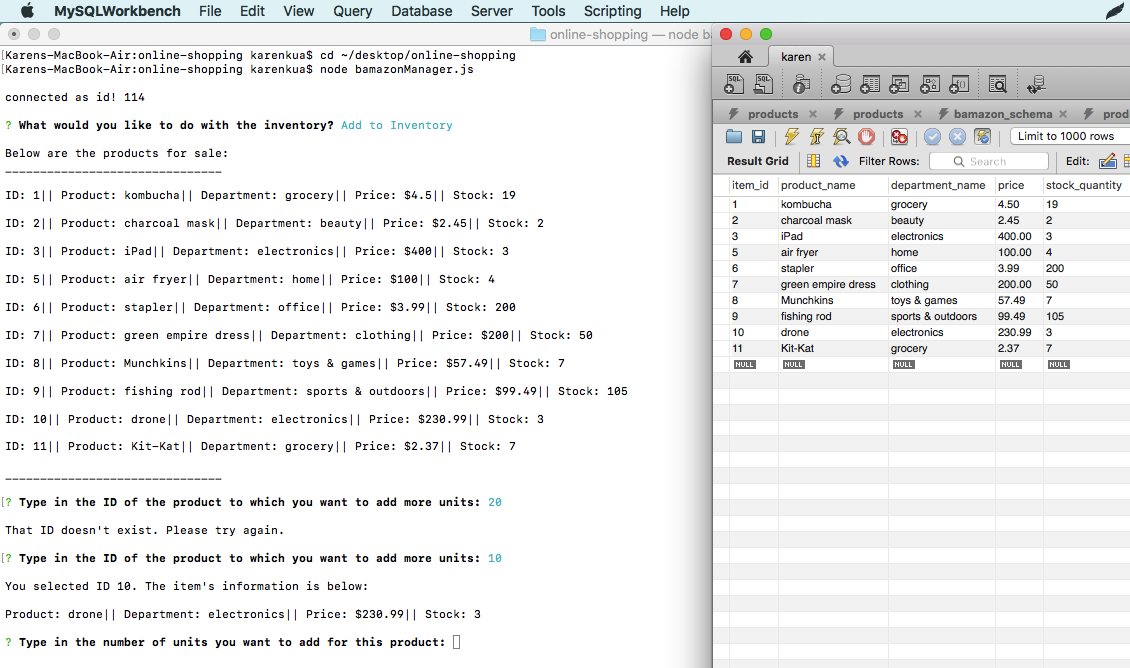 MySQLWorkbench File Edit View Query Database Server Tools Scripting Help
online-shopping — node ba
[Karens-MacBook-Air:online-shopping karenkua$ cd ~/desktop/online-shopping
[Karens-MacBook-Air:online-shopping karenkua$ node bamazonManager.js
connected as id! 114
? What would you like to do with the inventory? Add to Inventory
Below are the products for sale:
_______________________________
ID: 1|| Product: kombucha|| Department: grocery|| Price: $4.5|| Stock: 19
ID: 2|| Product: charcoal mask|| Department: beauty|| Price: $2.45|| Stock: 2
ID: 3|| Product: iPad|| Department: electronics|| Price: $400|| Stock: 3
ID: 5|| Product: air fryer|| Department: home|| Price: $100|| Stock: 4
ID: 6|| Product: stapler|| Department: office|| Price: $3.99|| Stock: 200
ID: 7|| Product: green empire dress|| Department: clothing|| Price: $200|| Stock: 50
ID: 8|| Product: Munchkins|| Department: toys & games|| Price: $57.49|| Stock: 7
ID: 9|| Product: fishing rod|| Department: sports & outdoors|| Price: $99.49|| Stock: 105
ID: 10|| Product: drone|| Department: electronics|| Price: $230.99|| Stock: 3
ID: 11|| Product: Kit-Kat|| Department: grocery|| Price: $2.37|| Stock: 7
_______________________________
[? Type in the ID of the product to which you want to add more units: 20
That ID doesn't exist. Please try again.
[? Type in the ID of the product to which you want to add more units: 10
You selected ID 10. The item's information is below:
Product: drone|| Department: electronics|| Price: $230.99|| Stock: 3
? Type in the number of units you want to add for this product:
karen
SQL SQL
products products bamazon_schema prod
Limit to 1000 rows
Result Grid Filter Rows: Search Edit:
item_id product_name department_name price stock_quantity
1 kombucha grocery 4.50 19
2 charcoal mask beauty 2.45 2
3 iPad electronics 400.00 3
5 air fryer home 100.00 4
6 stapler office 3.99 200
7 green empire dress clothing 200.00 50
8 Munchkins toys & games 57.49 7
9 fishing rod sports & outdoors 99.49 105
10 drone electronics 230.99 3
11 Kit-Kat grocery 2.37 7
NULL NULL NULL NULL NULL